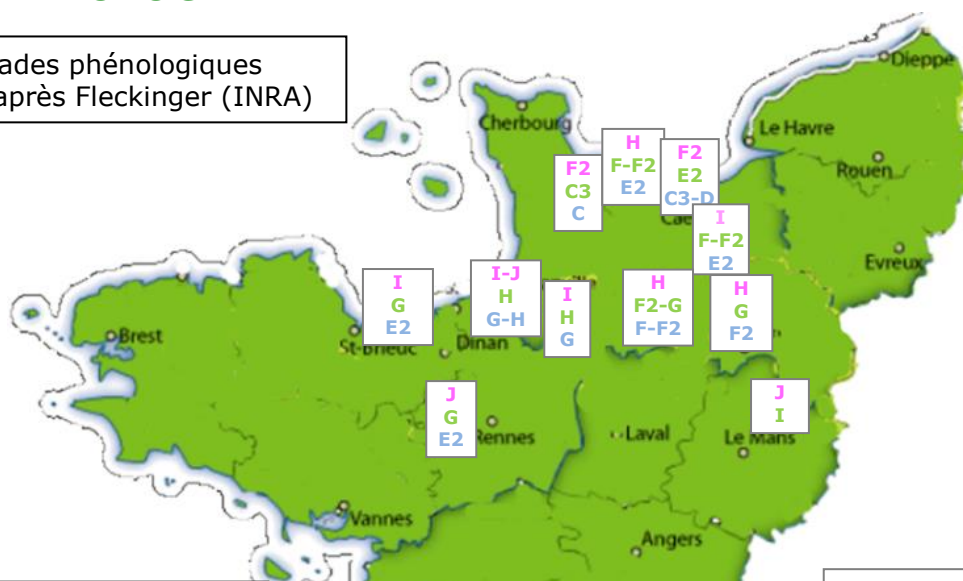 ades phénologiques
après Fleckinger (INRA)
Dieppe
Cherbourg
Le Havre
Rouen
Evreux
F2
C3
C
H
F-F2
E2
F2
E2
C3-D
Cae
I
F-F2
E2
I
G
E2
I-J
H
G-H
I
H
G
H
F2-G
F-F2
H
G
F2
n
Brest
St-Brieuc
Dinan
J
G
E2
Rennes
Laval
J
I
Le Mans
Vannes
Angers